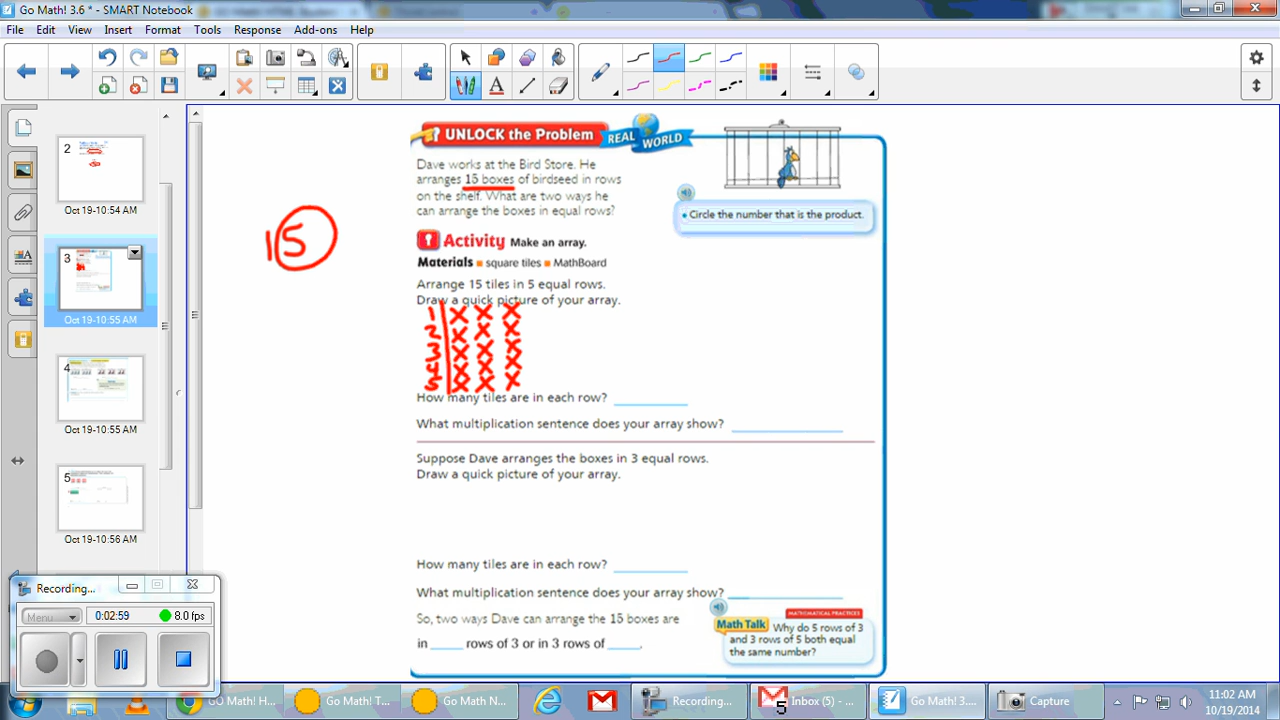 Go Math! 3.6 * - SMART Notebook
File Edit View Insert Format Tools Response Add-ons Help
2
Oct 19-10:54 AM
3
Oct 19-10:55 AM
4
Oct 19-10:55 AM
5
Oct 19-10:56 AM
15
? UNLOCK the Problem REAL WORLD
Dave works at the Bird Store. He
arranges 15 boxes of birdseed in rows
on the shelf. What are two ways he
can arrange the boxes in equal rows?
• Circle the number that is the product.
Activity Make an array.
Materials ■ square tiles ■ MathBoard
Arrange 15 tiles in 5 equal rows.
Draw a quick picture of your array.
1 X X X
2 X X X
3 X X X
4 X X X
5 X X X
How many tiles are in each row? ____
What multiplication sentence does your array show? ____
Suppose Dave arranges the boxes in 3 equal rows.
Draw a quick picture of your array.
How many tiles are in each row? ____
What multiplication sentence does your array show? ____
So, two ways Dave can arrange the 15 boxes are
in ____ rows of 3 or in 3 rows of ____.
MATHEMATICAL PRACTICES
Math Talk Why do 5 rows of 3
and 3 rows of 5 both equal
the same number?
Recording...
Menu 00:02:59 8.0 fps
Go Math! H... Go Math! T... Go Math N... Recording... 5 Inbox (5) - ... Go Math! 3.... Capture
11:02 AM
10/19/2014